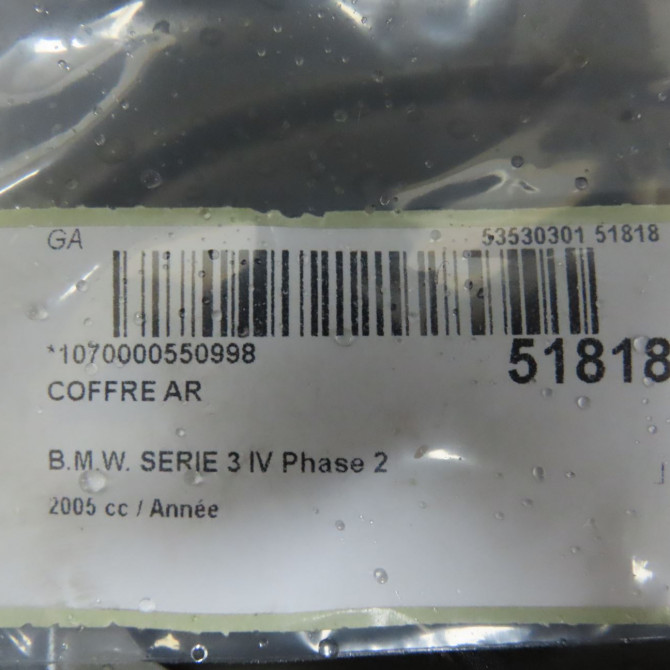 GA 53530301 51818
*1070000550998 51818
COFFRE AR
B.M.W. SERIE 3 IV Phase 2
2005 cc / Année